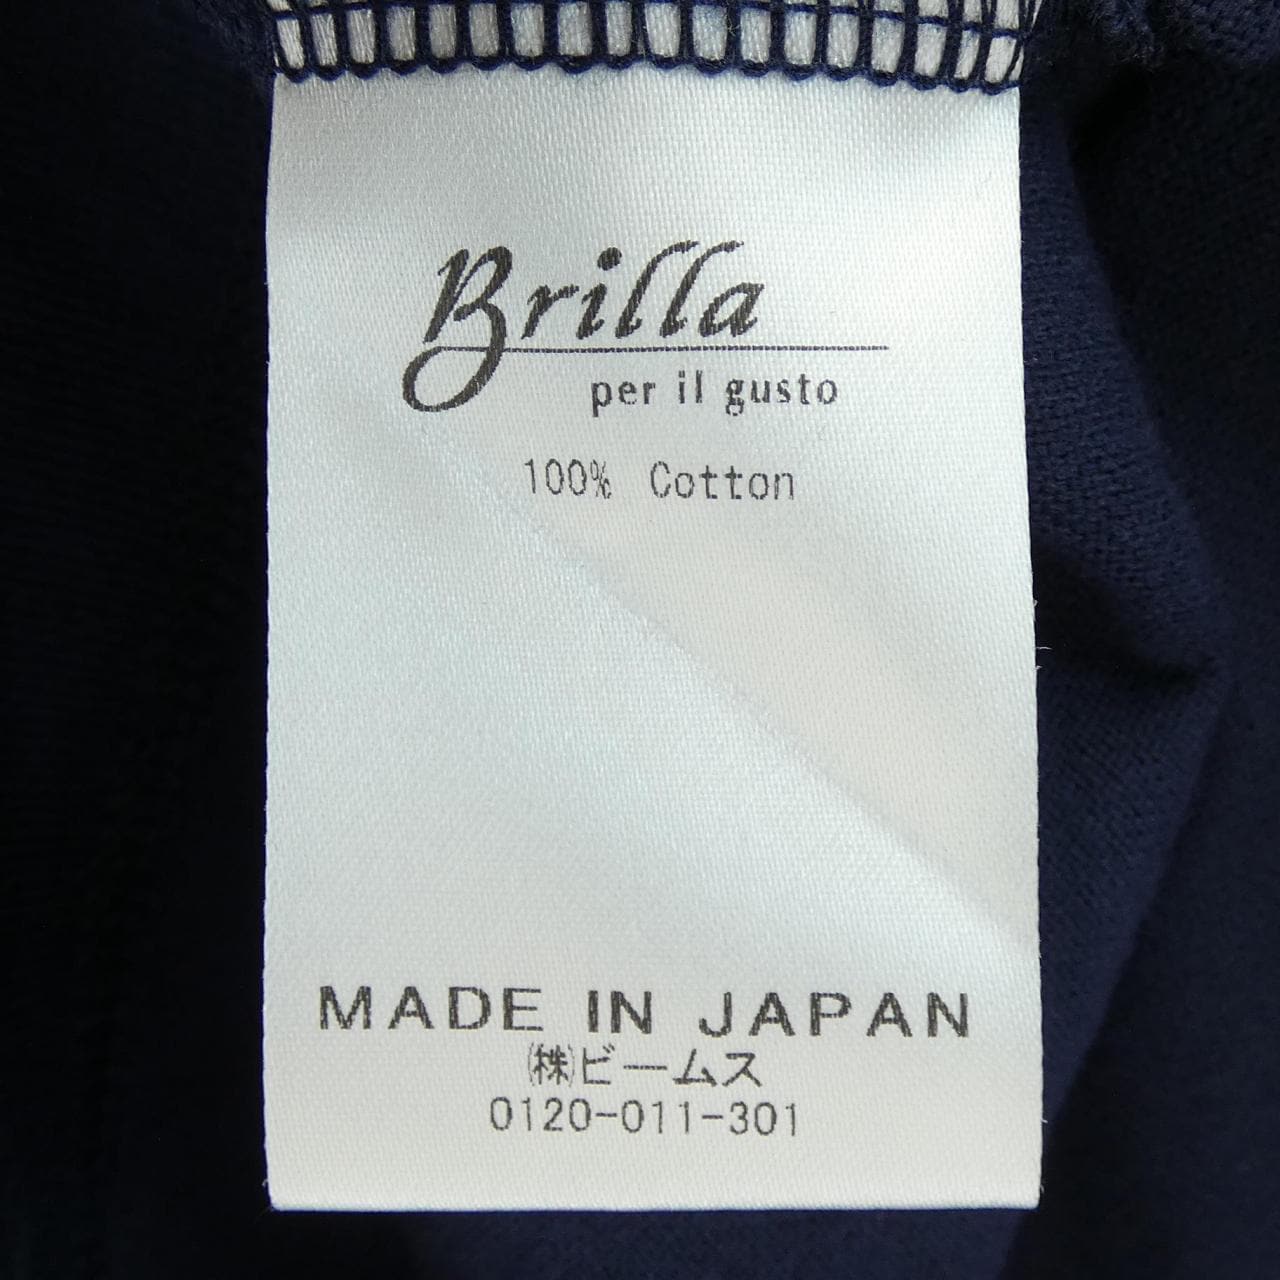 Brilla
per il gusto
100% Cotton
MADE IN JAPAN
㈱ビームス
0120-011-301